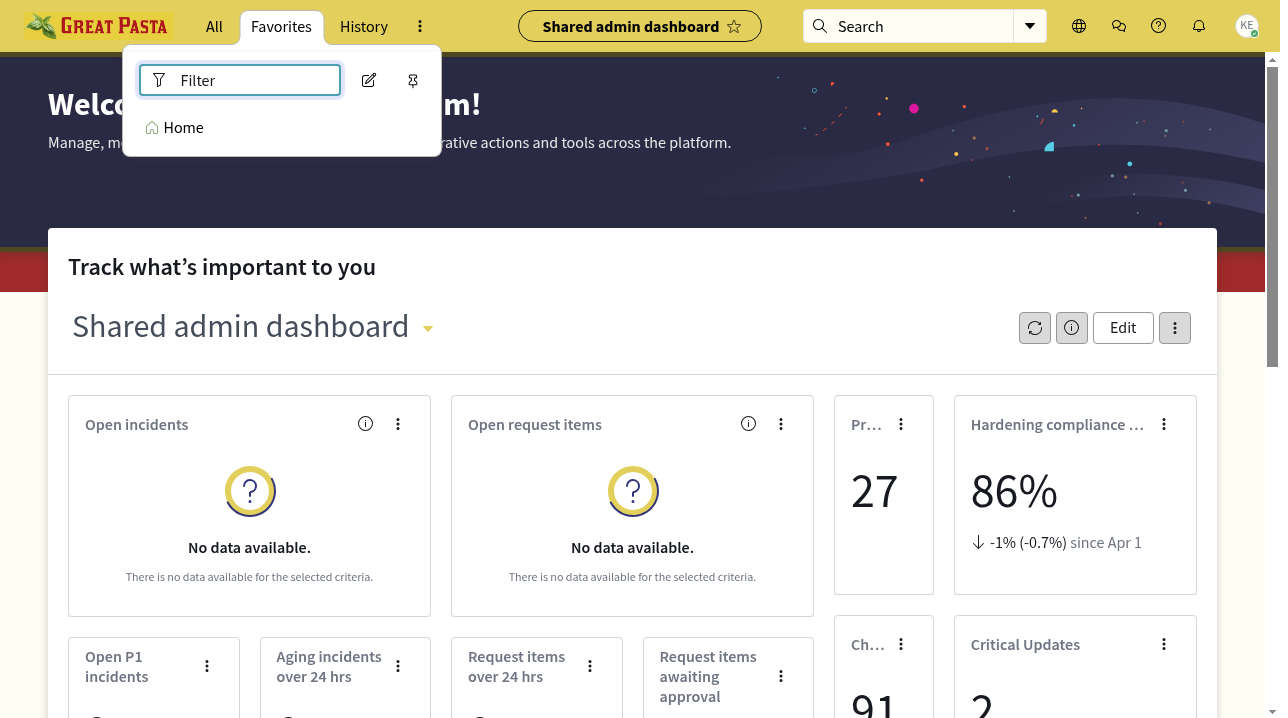 GREAT PASTA
All
Favorites
History
Shared admin dashboard
Search
KE
Filter
Home
Welco
m!
Manage, m
rative actions and tools across the platform.
Track what's important to you
Shared admin dashboard
Edit
Open incidents
No data available.
There is no data available for the selected criteria.
Open request items
No data available.
There is no data available for the selected criteria.
Pr...
27
Hardening compliance ...
86%
-1% (-0.7%) since Apr 1
Open P1
incidents
Aging incidents
over 24 hrs
Request items
over 24 hrs
Request items
awaiting
approval
Ch...
91
Critical Updates
2